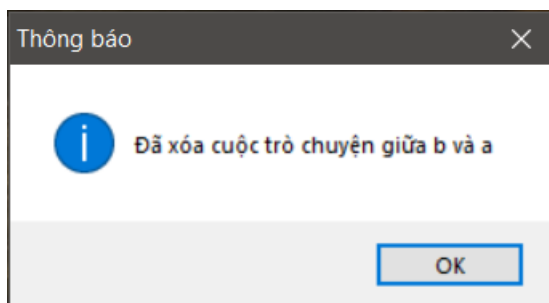 Thông báo
Đã xóa cuộc trò chuyện giữa b và a
OK